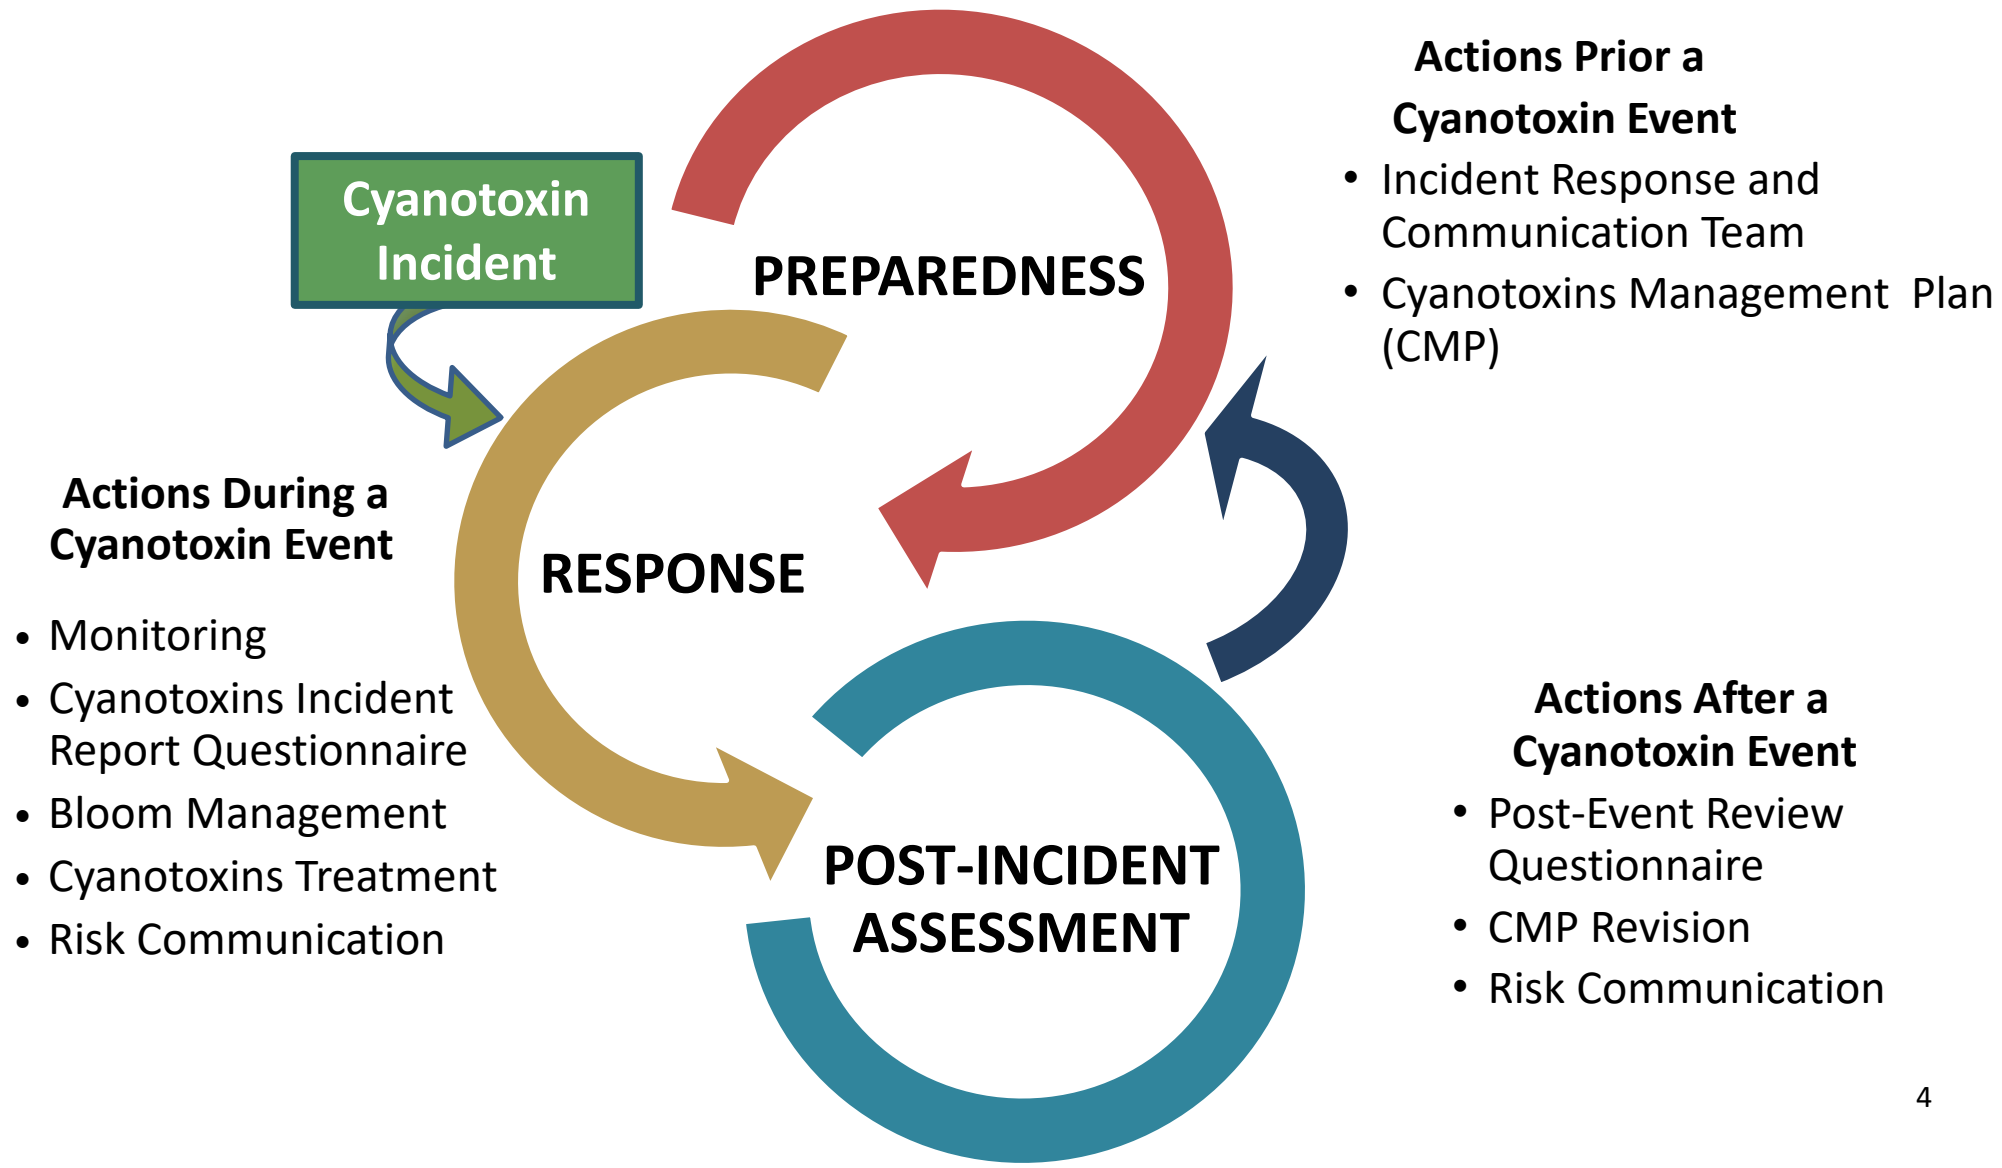 Actions Prior a
Cyanotoxin Event
• Incident Response and
Communication Team
• Cyanotoxins Management  Plan
(CMP)
Cyanotoxin
Incident
PREPAREDNESS
Actions During a
Cyanotoxin Event
• Monitoring
• Cyanotoxins Incident
Report Questionnaire
• Bloom Management
• Cyanotoxins Treatment
• Risk Communication
RESPONSE
POST-INCIDENT
ASSESSMENT
Actions After a
Cyanotoxin Event
• Post-Event Review
Questionnaire
• CMP Revision
• Risk Communication
4